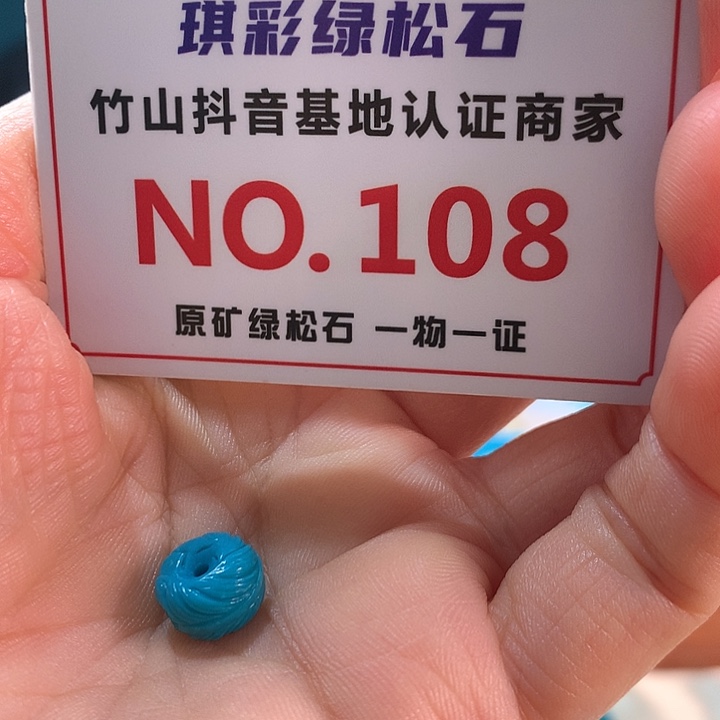 琪彩绿松石
竹山抖音基地认证商家
NO.108
原矿绿松石 一物一证